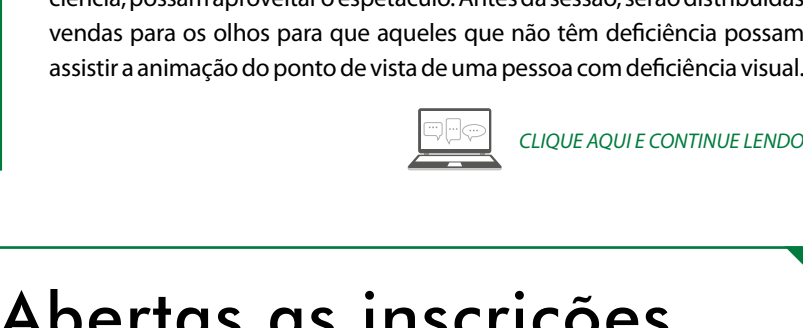 ciência, possam aproveitar o espetáculo. Antes da sessão, serão distribuídas
vendas para os olhos para que aqueles que não têm deficiência possam
assistir a animação do ponto de vista de uma pessoa com deficiência visual.
CLIQUE AQUI E CONTINUE LENDO
Abertas as inscrições